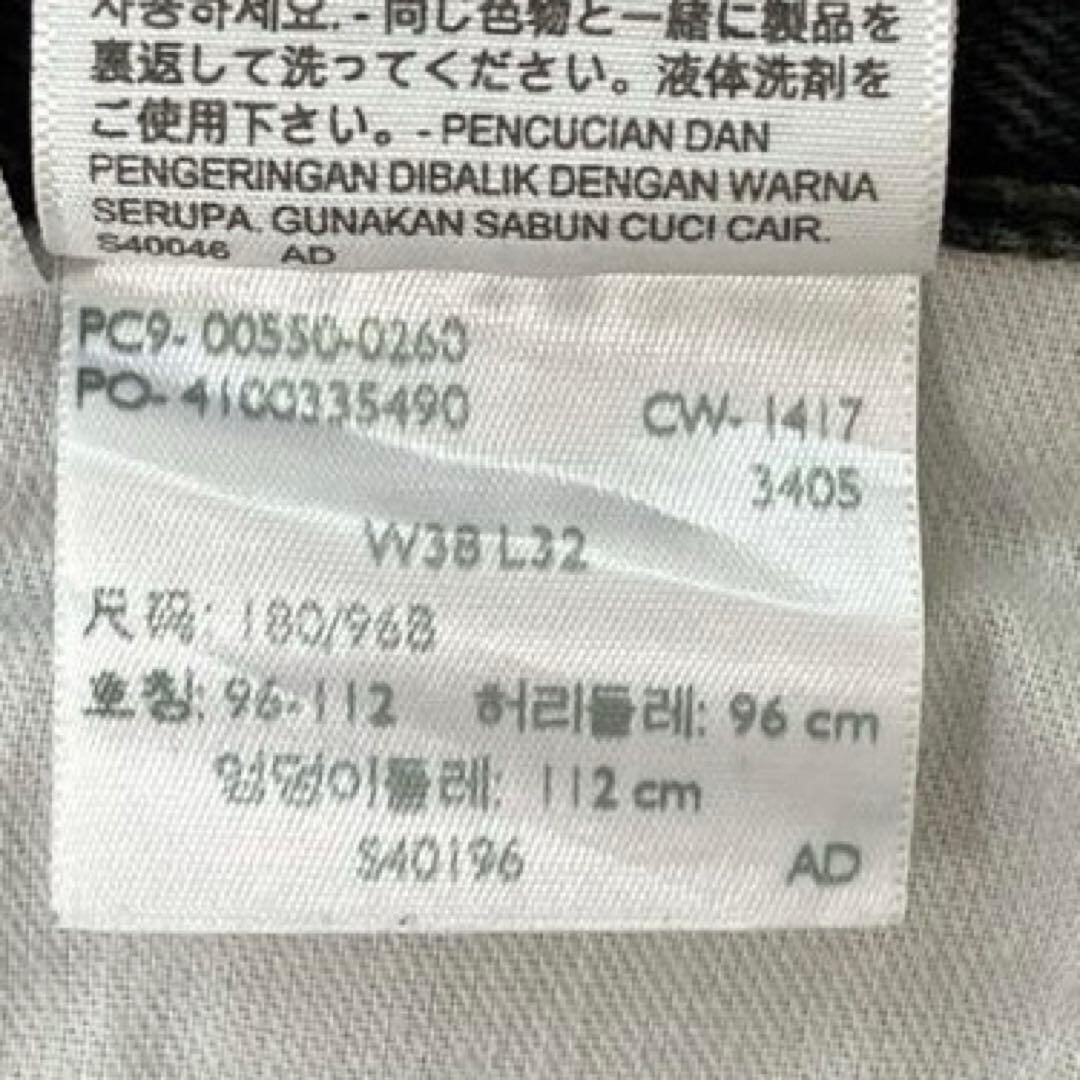 사용하세요. - 同じ色物と一緒に製品を
裏返して洗ってください。液体洗剤を
ご使用下さい。- PENCUCIAN DAN
PENGERINGAN DIBALIK DENGAN WARNA
SERUPA. GUNAKAN SABUN CUCI CAIR.
S40046 AD
PC9- 00550-0260
PO- 4100335490 CW- 1417
3405
W38 L32
尺码: 180/96B
호칭: 96-112 허리둘레: 96 cm
엉덩이둘레: 112 cm
S40196 AD